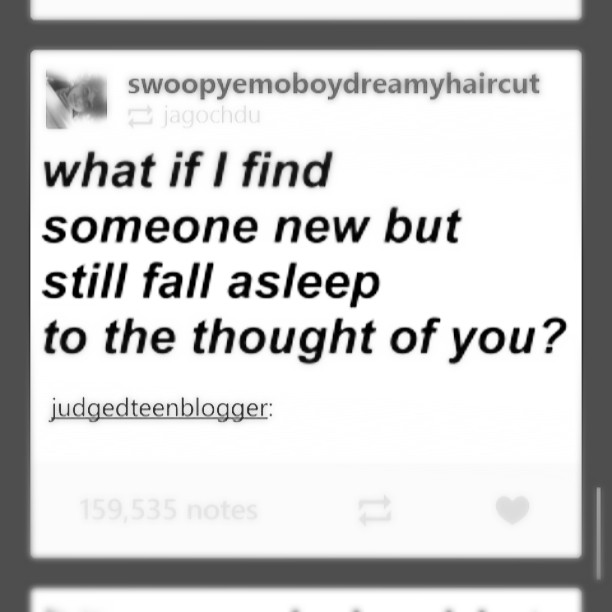 swoopyemoboydreamyhaircut
jagochdu
what if I find
someone new but
still fall asleep
to the thought of you?
judgedteenblogger:
159,535 notes